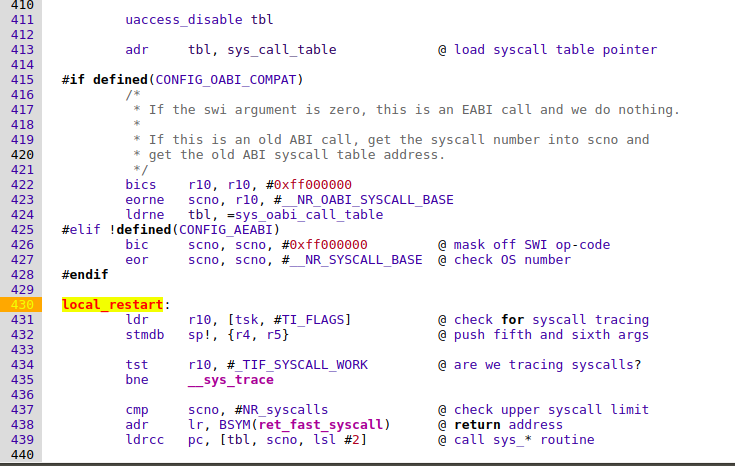 410
411 uaccess_disable tbl
412
413 adr tbl, sys_call_table @ load syscall table pointer
414
415 #if defined(CONFIG_OABI_COMPAT)
416 /*
417 * If the swi argument is zero, this is an EABI call and we do nothing.
418 *
419 * If this is an old ABI call, get the syscall number into scno and
420 * get the old ABI syscall table address.
421 */
422 bics r10, r10, #0xff000000
423 eorne scno, r10, #__NR_OABI_SYSCALL_BASE
424 ldrne tbl, =sys_oabi_call_table
425 #elif !defined(CONFIG_AEABI)
426 bic scno, scno, #0xff000000 @ mask off SWI op-code
427 eor scno, scno, #__NR_SYSCALL_BASE @ check OS number
428 #endif
429
430 local_restart:
431 ldr r10, [tsk, #TI_FLAGS] @ check for syscall tracing
432 stmdb sp!, {r4, r5} @ push fifth and sixth args
433
434 tst r10, #_TIF_SYSCALL_WORK @ are we tracing syscalls?
435 bne __sys_trace
436
437 cmp scno, #NR_syscalls @ check upper syscall limit
438 adr lr, BSYM(ret_fast_syscall) @ return address
439 ldrcc pc, [tbl, scno, lsl #2] @ call sys_* routine
440